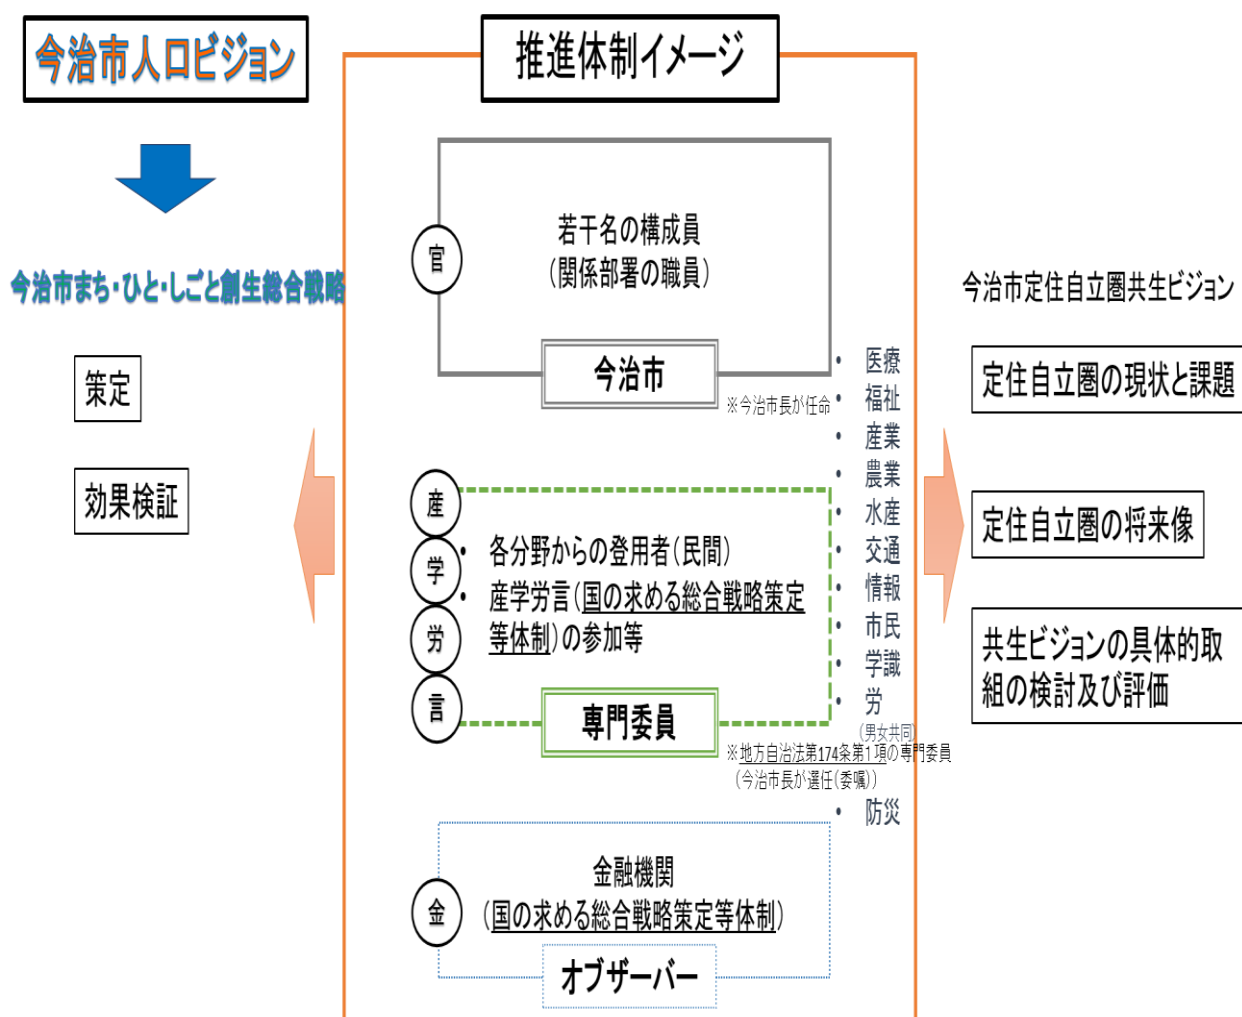 今治市人口ビジョン
推進体制イメージ
今治市まち・ひと・しごと創生総合戦略
策定
効果検証
官
若干名の構成員
（関係部署の職員）
今治市
※今治市長が任命
産
学
労
言
• 各分野からの登用者（民間）
• 産学労言（国の求める総合戦略策定
等体制）の参加等
専門委員
※地方自治法第174条第1項の専門委員
（今治市長が選任（委嘱））
• 医療
• 福祉
• 産業
• 農業
• 水産
• 交通
• 情報
• 市民
• 学識
• 労
（男女共同）
• 防災
金
金融機関
（国の求める総合戦略策定等体制）
オブザーバー
今治市定住自立圏共生ビジョン
定住自立圏の現状と課題
定住自立圏の将来像
共生ビジョンの具体的取
組の検討及び評価